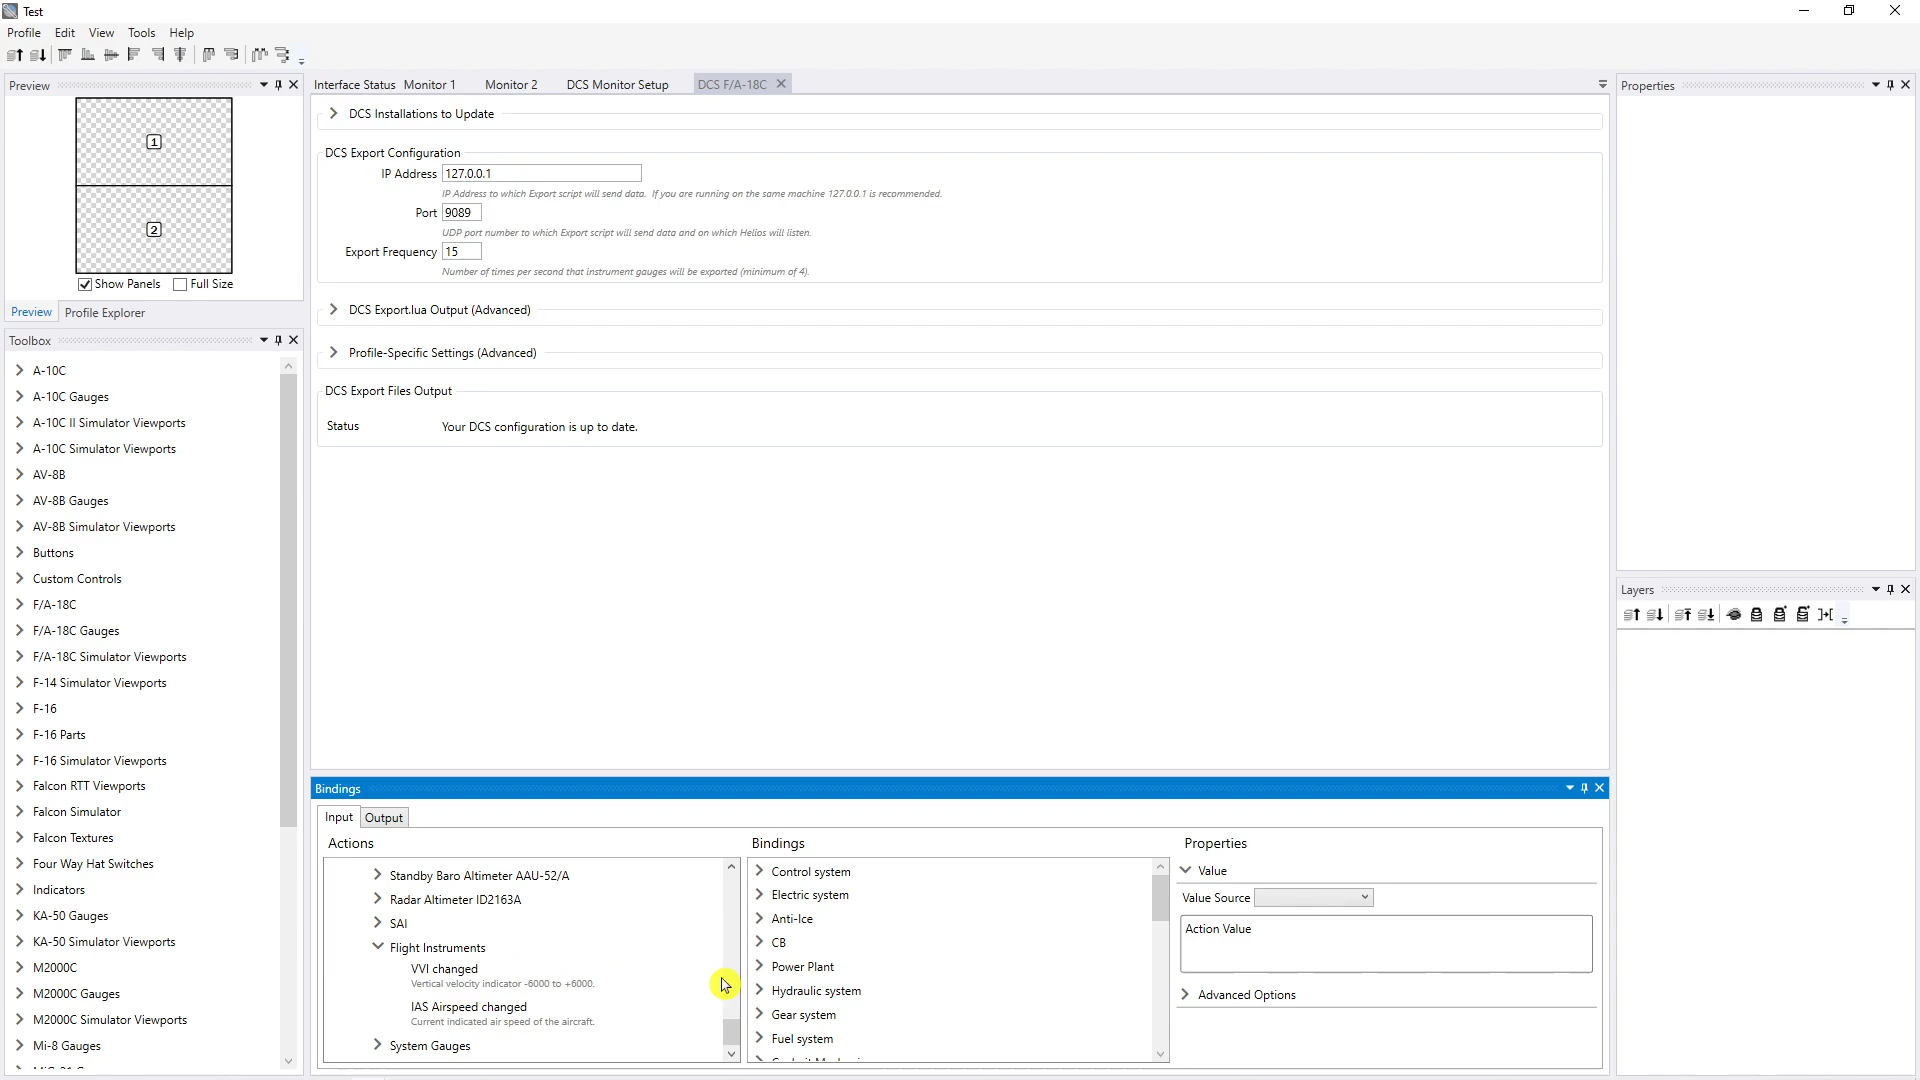 Test
Profile Edit View Tools Help
Preview
1
2
Show Panels Full Size
Preview Profile Explorer
Toolbox
A-10C
A-10C Gauges
A-10C II Simulator Viewports
A-10C Simulator Viewports
AV-8B
AV-8B Gauges
AV-8B Simulator Viewports
Buttons
Custom Controls
F/A-18C
F/A-18C Gauges
F/A-18C Simulator Viewports
F-14 Simulator Viewports
F-16
F-16 Parts
F-16 Simulator Viewports
Falcon RTT Viewports
Falcon Simulator
Falcon Textures
Four Way Hat Switches
Indicators
KA-50 Gauges
KA-50 Simulator Viewports
M2000C
M2000C Gauges
M2000C Simulator Viewports
Mi-8 Gauges
Interface Status Monitor 1 Monitor 2 DCS Monitor Setup DCS F/A-18C
DCS Installations to Update
DCS Export Configuration
IP Address 127.0.0.1
IP Address to which Export script will send data. If you are running on the same machine 127.0.0.1 is recommended.
Port 9089
UDP port number to which Export script will send data and on which Helios will listen.
Export Frequency 15
Number of times per second that instrument gauges will be exported (minimum of 4).
DCS Export.lua Output (Advanced)
Profile-Specific Settings (Advanced)
DCS Export Files Output
Status Your DCS configuration is up to date.
Bindings
Input Output
Actions
Standby Baro Altimeter AAU-52/A
Radar Altimeter ID2163A
SAI
Flight Instruments
VVI changed
Vertical velocity indicator -6000 to +6000.
IAS Airspeed changed
Current indicated air speed of the aircraft.
System Gauges
Bindings
Control system
Electric system
Anti-Ice
CB
Power Plant
Hydraulic system
Gear system
Fuel system
Properties
Value
Value Source
Action Value
Advanced Options
Properties
Layers